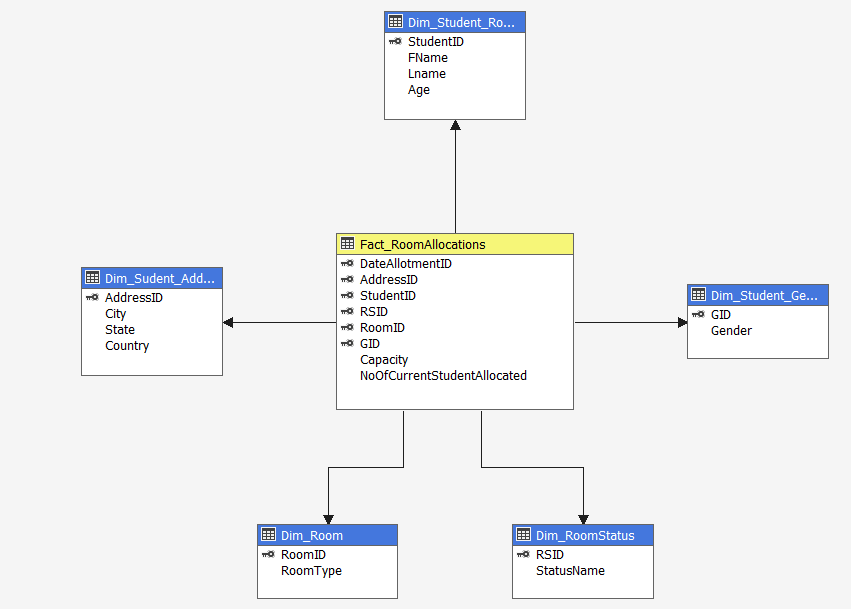 Dim_Student_Ro...
StudentID
FName
Lname
Age
Fact_RoomAllocations
DateAllotmentID
AddressID
StudentID
RSID
RoomID
GID
Capacity
NoOfCurrentStudentAllocated
Dim_Sudent_Add...
AddressID
City
State
Country
Dim_Student_Ge...
GID
Gender
Dim_Room
RoomID
RoomType
Dim_RoomStatus
RSID
StatusName